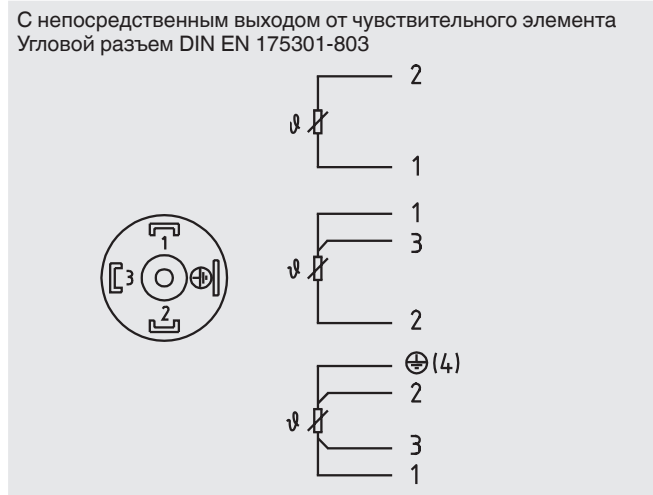 С непосредственным выходом от чувствительного элемента
Угловой разъем DIN EN 175301-803
2
ϑ
1
1
3
ϑ
2
1
3
2
⏚ (4)
2
ϑ
3
1